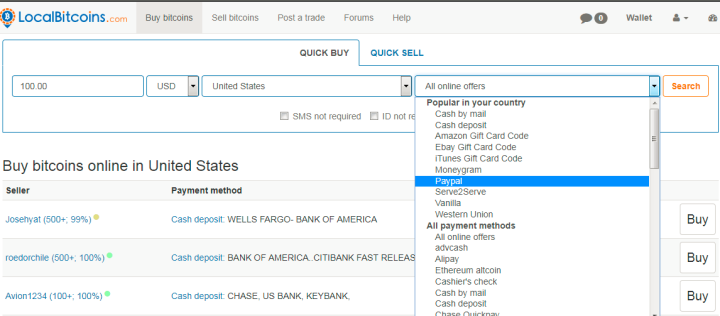 LocalBitcoins.com Buy bitcoins Sell bitcoins Post a trade Forums Help 0 Wallet
QUICK BUY QUICK SELL
100.00 USD United States All online offers Search
SMS not required ID not re
Popular in your country
Cash by mail
Cash deposit
Amazon Gift Card Code
Ebay Gift Card Code
iTunes Gift Card Code
Moneygram
Paypal
Serve2Serve
Vanilla
Western Union
All payment methods
All online offers
advcash
Alipay
Ethereum altcoin
Cashier's check
Cash by mail
Cash deposit
Chase Quickpay
Buy bitcoins online in United States
Seller Payment method
Josehyat (500+; 99%) Cash deposit: WELLS FARGO- BANK OF AMERICA Buy
roedorchile (500+; 100%) Cash deposit: BANK OF AMERICA..CITIBANK FAST RELEAS Buy
Avion1234 (100+; 100%) Cash deposit: CHASE, US BANK, KEYBANK, Buy